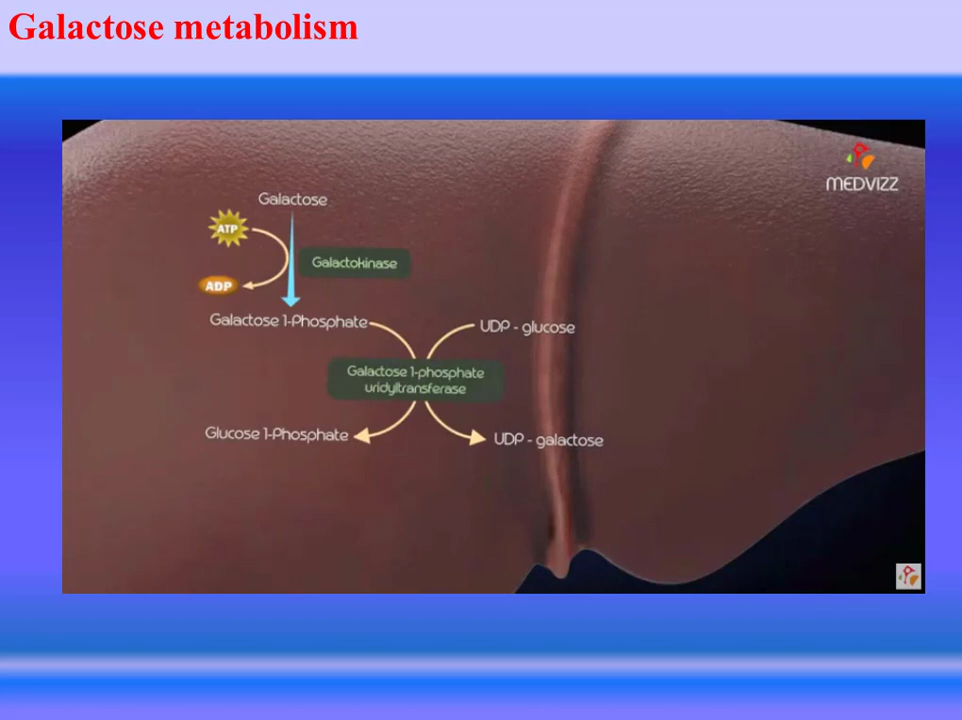 Galactose metabolism
MEDVIZZ
Galactose
ATP
Galactokinase
ADP
Galactose 1-Phosphate
UDP - glucose
Galactose 1-phosphate
uridyltransferase
Glucose 1-Phosphate
UDP - galactose